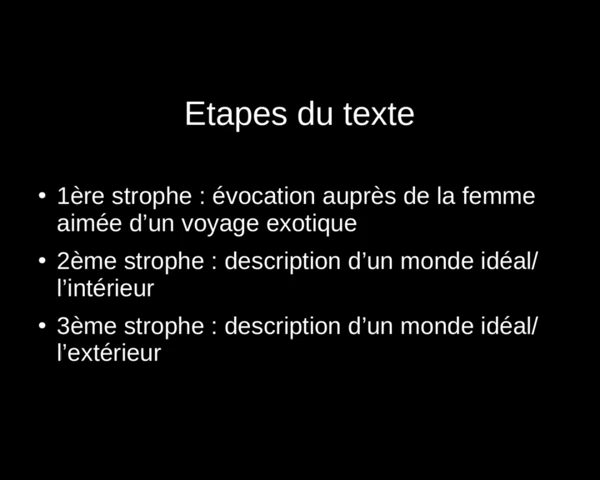 Etapes du texte
• 1ère strophe : évocation auprès de la femme
aimée d’un voyage exotique
• 2ème strophe : description d’un monde idéal/
l’intérieur
• 3ème strophe : description d’un monde idéal/
l’extérieur